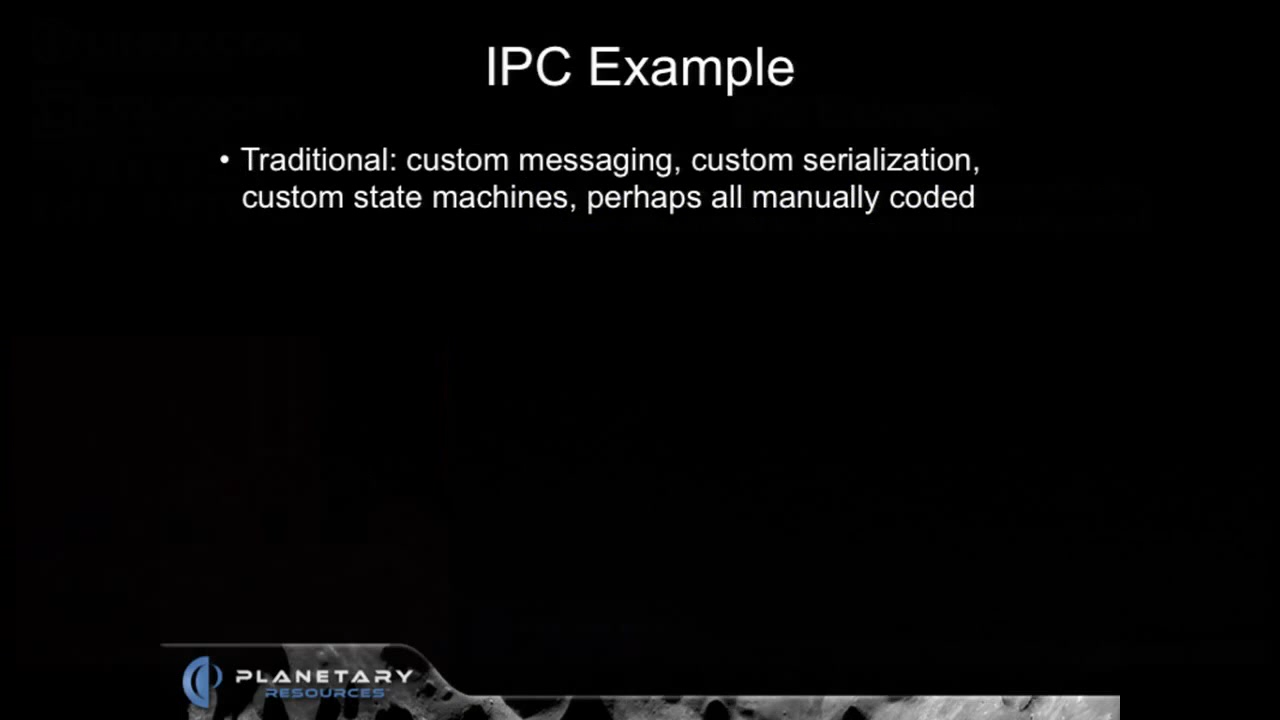 IPC Example
• Traditional: custom messaging, custom serialization,
custom state machines, perhaps all manually coded
PLANETARY
RESOURCES